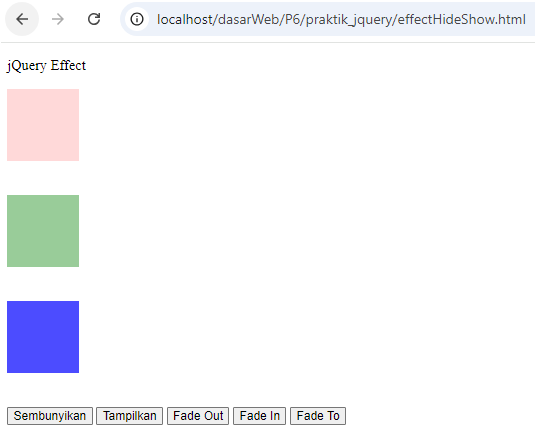 localhost/dasarWeb/P6/praktik_jquery/effectHideShow.html
jQuery Effect
Sembunyikan Tampilkan Fade Out Fade In Fade To